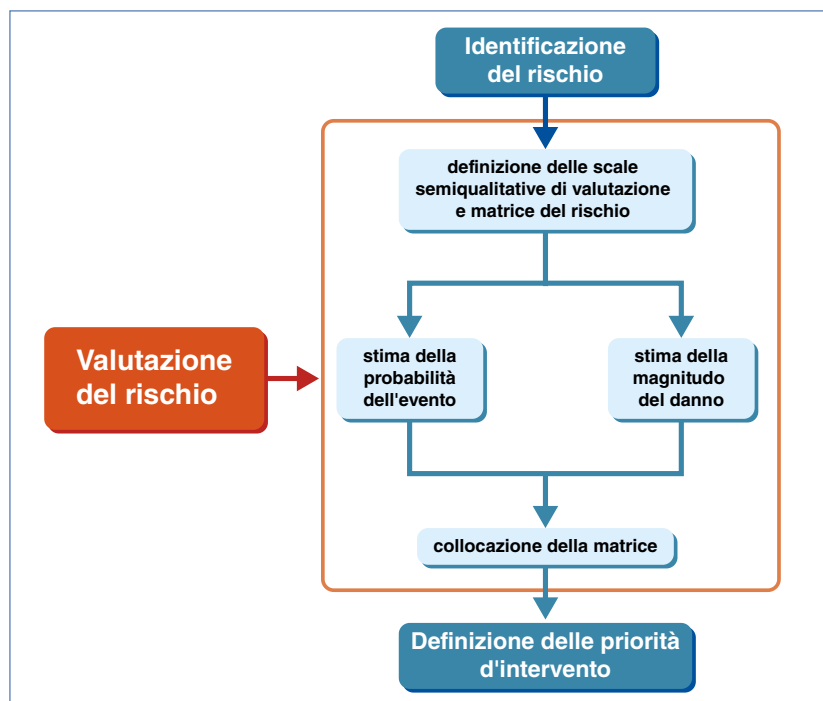 Identificazione
del rischio
definizione delle scale
semiqualitative di valutazione
e matrice del rischio
Valutazione
del rischio
stima della
probabilità
dell'evento
stima della
magnitudo
del danno
collocazione della matrice
Definizione delle priorità
d'intervento